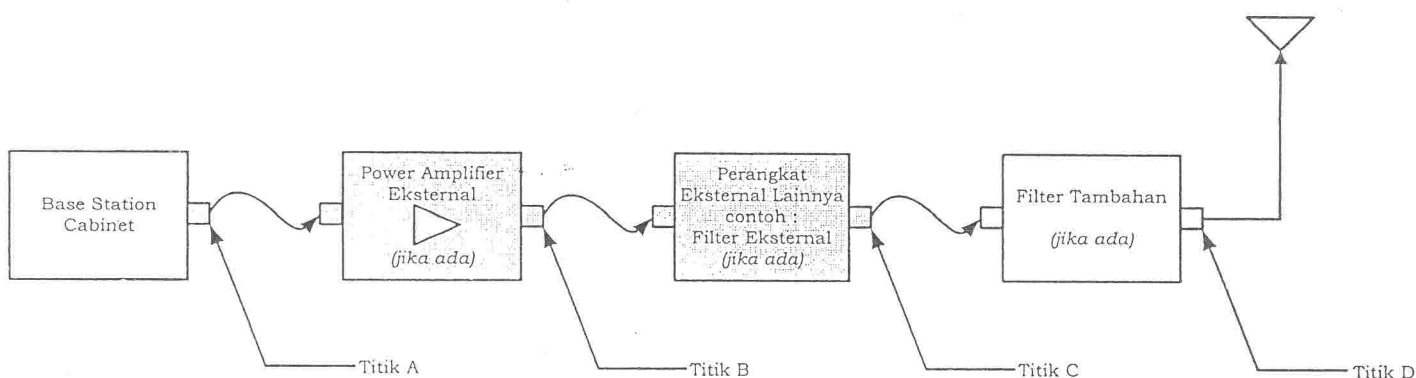 Base Station
Cabinet
Power Amplifier
Eksternal
(jika ada)
Perangkat
Eksternal Lainnya
contoh :
Filter Eksternal
(jika ada)
Filter Tambahan
(jika ada)
Titik A
Titik B
Titik C
Titik D